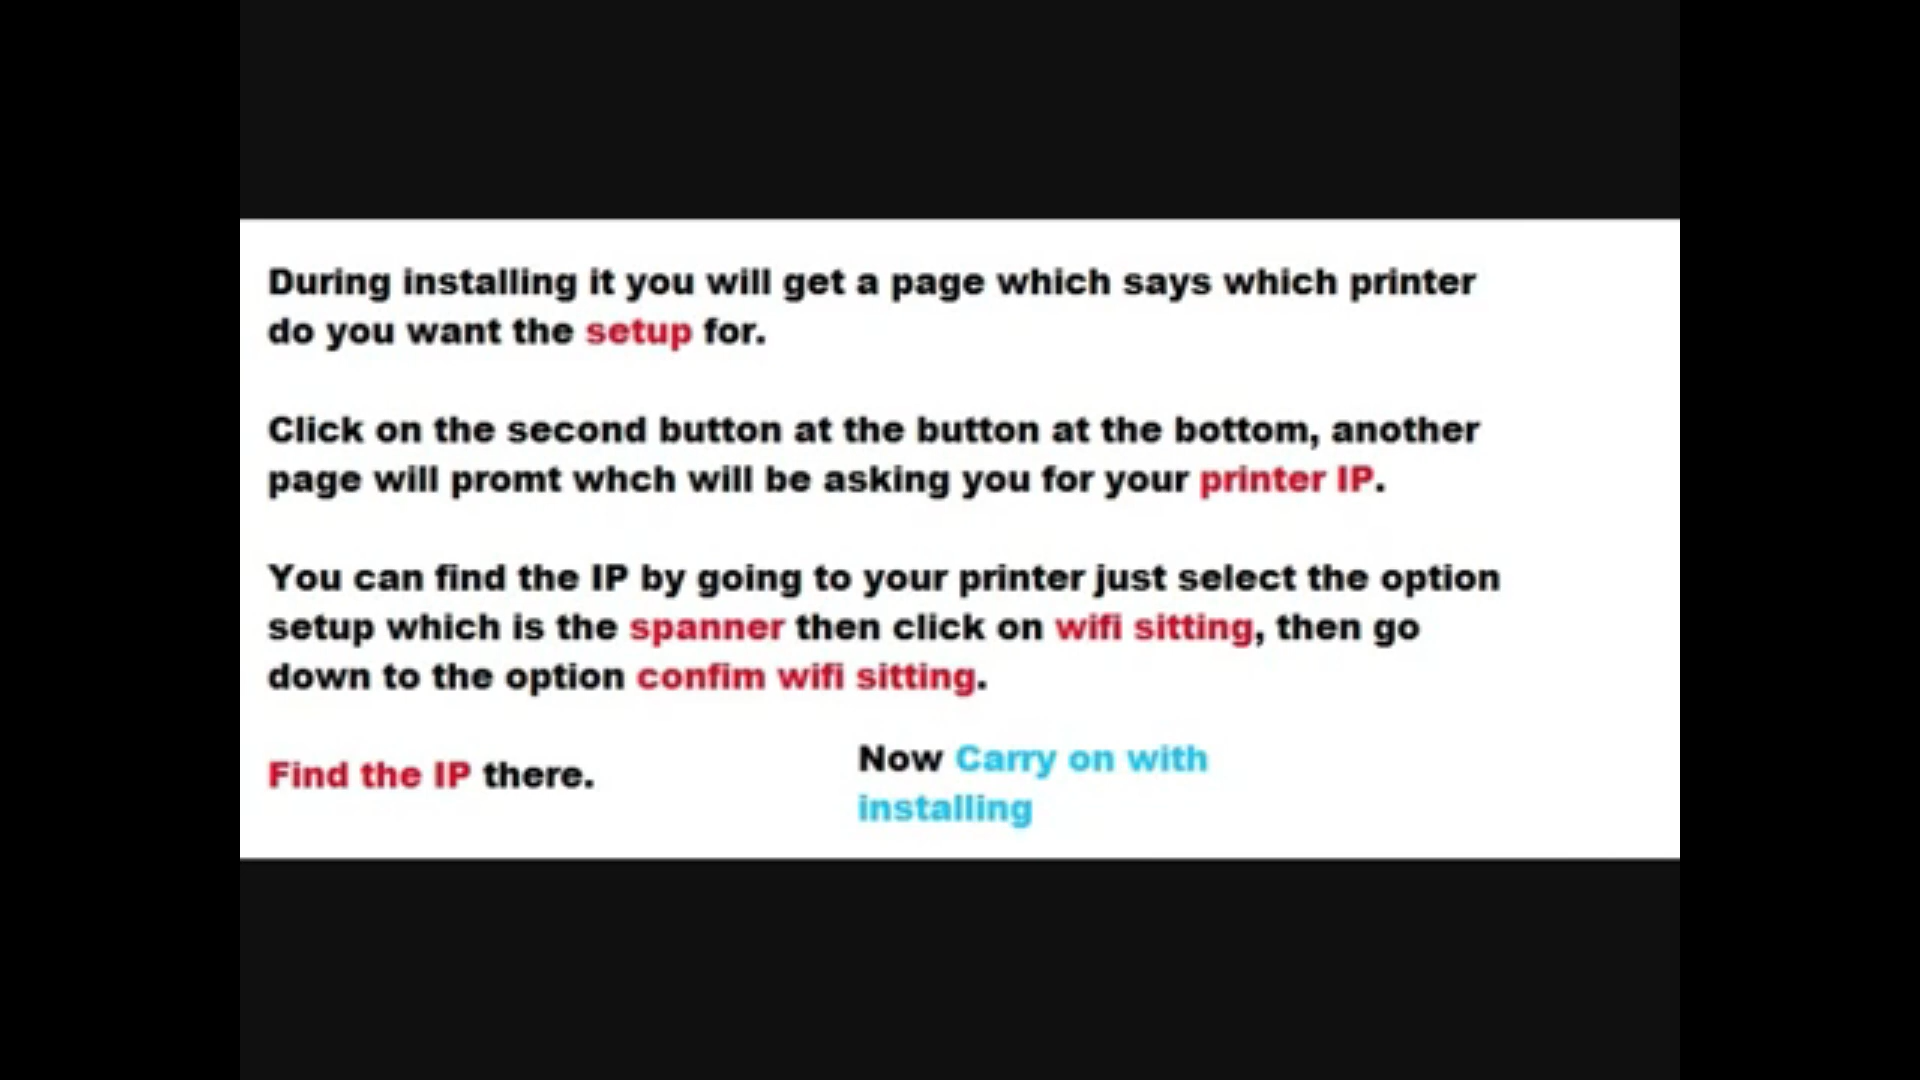 During installing it you will get a page which says which printer
do you want the setup for.
Click on the second button at the button at the bottom, another
page will promt whch will be asking you for your printer IP.
You can find the IP by going to your printer just select the option
setup which is the spanner then click on wifi sitting, then go
down to the option confim wifi sitting.
Find the IP there.
Now Carry on with
installing